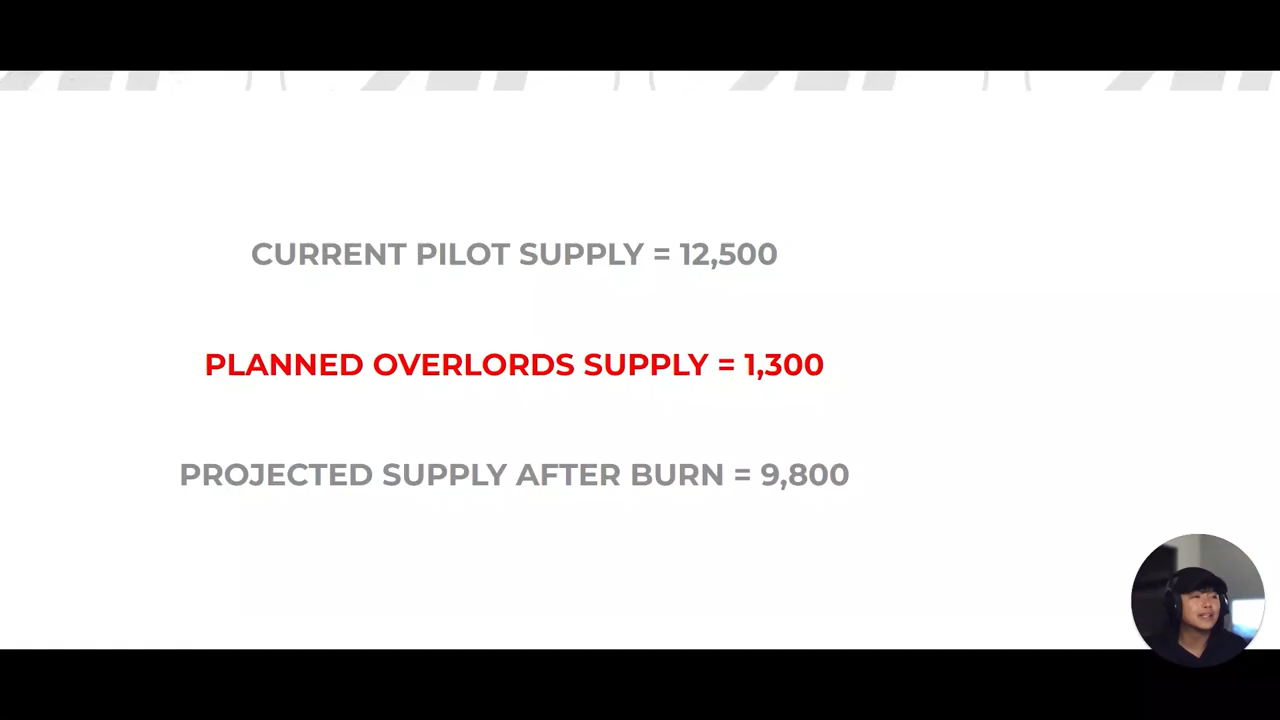 CURRENT PILOT SUPPLY = 12,500
PLANNED OVERLORDS SUPPLY = 1,300
PROJECTED SUPPLY AFTER BURN = 9,800